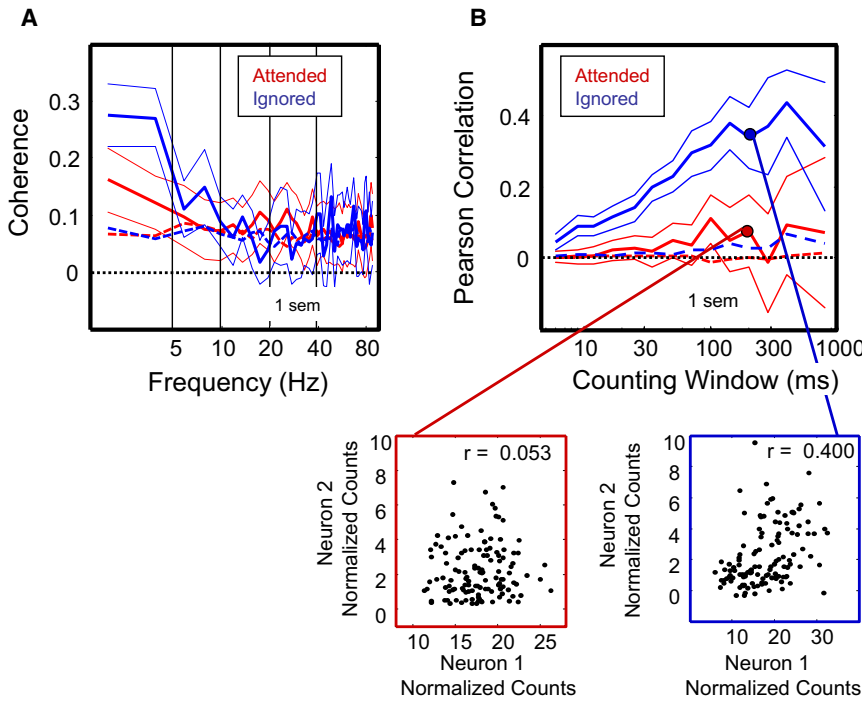 A
Coherence
0.3
0.2
0.1
0
Attended
Ignored
1 sem
5 10 20 40 80
Frequency (Hz)
B
Pearson Correlation
0.4
0.2
0
Attended
Ignored
1 sem
10 30 100 300 1000
Counting Window (ms)
Neuron 2
Normalized Counts
10
8
6
4
2
0
r = 0.053
10 15 20 25
Neuron 1
Normalized Counts
Neuron 2
Normalized Counts
10
8
6
4
2
0
r = 0.400
10 20 30
Neuron 1
Normalized Counts